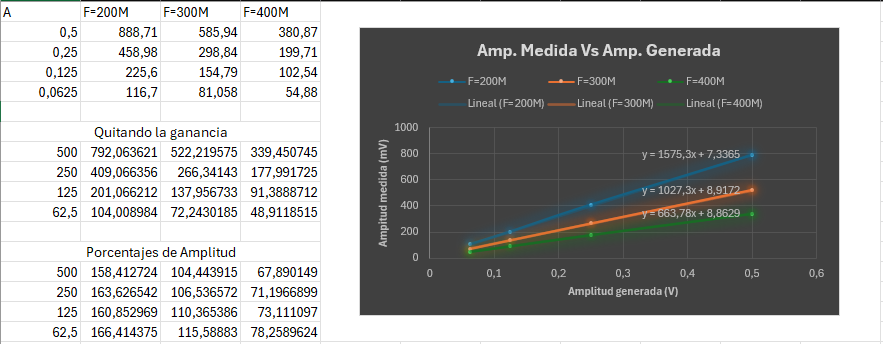 A F=200M F=300M F=400M
0,5 888,71 585,94 380,87
0,25 458,98 298,84 199,71
0,125 225,6 154,79 102,54
0,0625 116,7 81,058 54,88
Quitando la ganancia
500 792,063621 522,219575 339,450745
250 409,066356 266,34143 177,991725
125 201,066212 137,956733 91,3888712
62,5 104,008984 72,2430185 48,9118515
Porcentajes de Amplitud
500 158,412724 104,443915 67,890149
250 163,626542 106,536572 71,1966899
125 160,852969 110,365386 73,111097
62,5 166,414375 115,58883 78,2589624
Amp. Medida Vs Amp. Generada
F=200M F=300M F=400M
Lineal (F=200M) Lineal (F=300M) Lineal (F=400M)
Ampitud medida (mV)
1000
800
600
400
200
0
y = 1575,3x + 7,3365
y = 1027,3x + 8,9172
y = 663,78x + 8,8629
0 0,1 0,2 0,3 0,4 0,5 0,6
Amplitud generada (V)